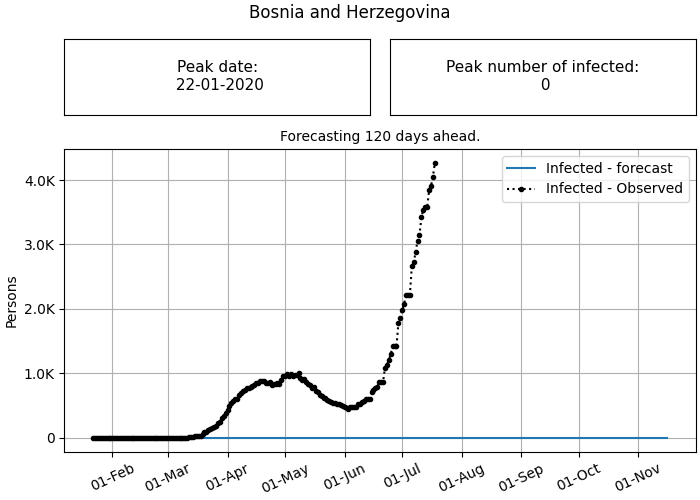 Bosnia and Herzegovina
Peak date:
22-01-2020
Peak number of infected:
0
Forecasting 120 days ahead.
Infected - forecast
Infected - Observed
4.0K
3.0K
2.0K
1.0K
0
Persons
01-Feb
01-Mar
01-Apr
01-May
01-Jun
01-Jul
01-Aug
01-Sep
01-Oct
01-Nov